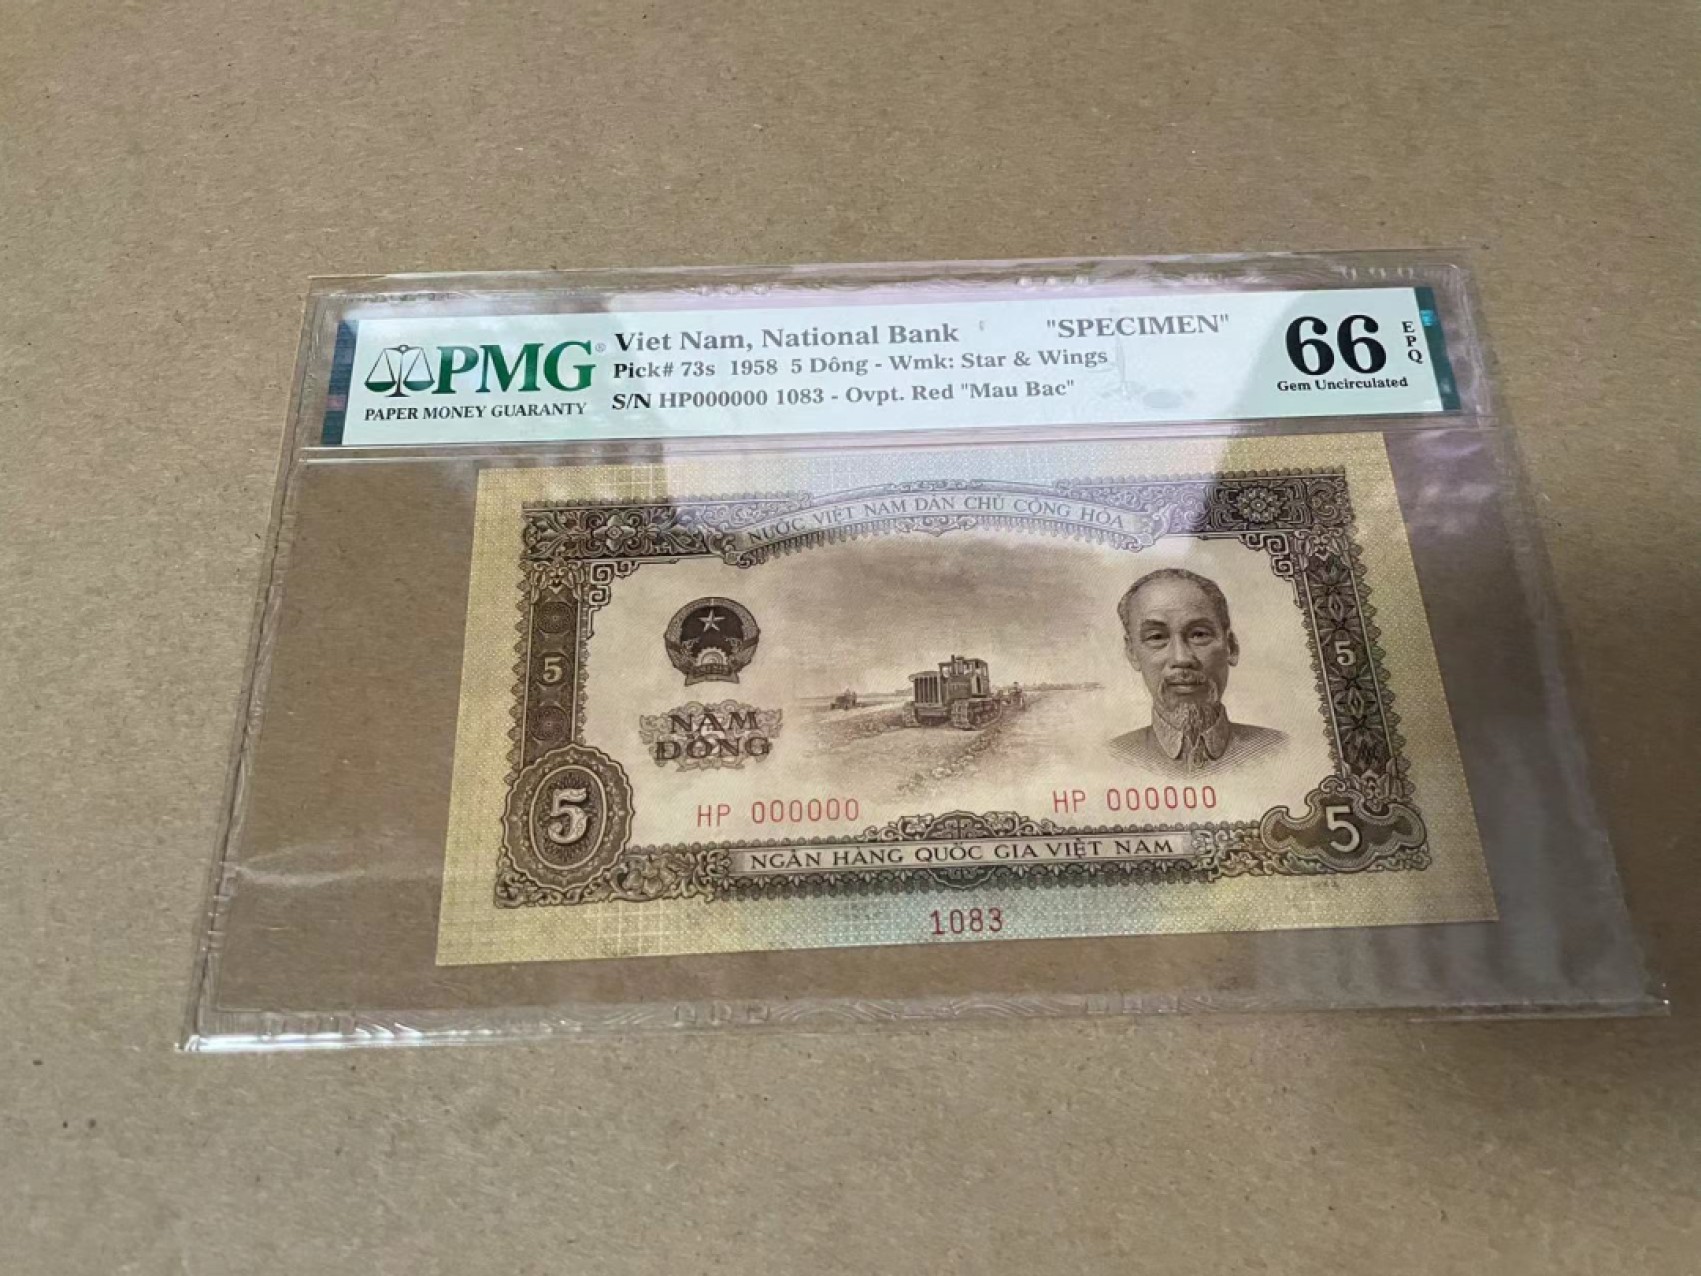 PMG®
PAPER MONEY GUARANTY
Viet Nam, National Bank "SPECIMEN"
Pick# 73s 1958 5 Dông - Wmk: Star & Wings
S/N HP000000 1083 - Ovpt. Red "Mau Bac"
66 EPQ
Gem Uncirculated
NƯỚC VIỆT NAM DÂN CHỦ CỘNG HÒA
5
5
NĂM
ĐỒNG
HP 000000
HP 000000
5
5
NGÂN HÀNG QUỐC GIA VIỆT NAM
1083